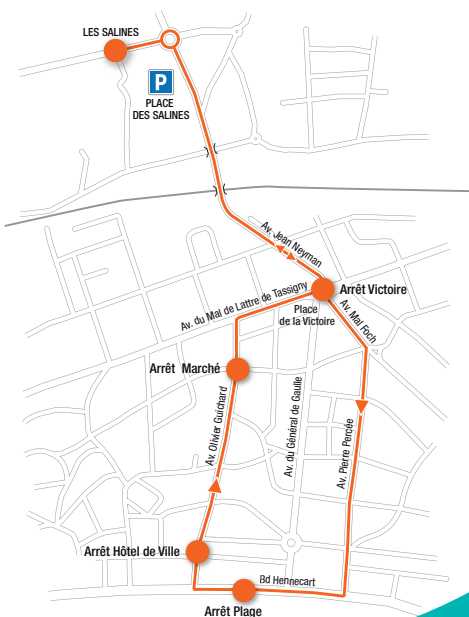 LES SALINES
P
PLACE
DES SALINES
Av. Jean Neyman
Arrêt Victoire
Av. du Mal de Lattre de Tassigny
Place
de la Victoire
Av. Mal Foch
Arrêt Marché
Av. Olivier Guichard
Av. du Général de Gaulle
Av. Pierre Percée
Arrêt Hôtel de Ville
Bd Hennecart
Arrêt Plage